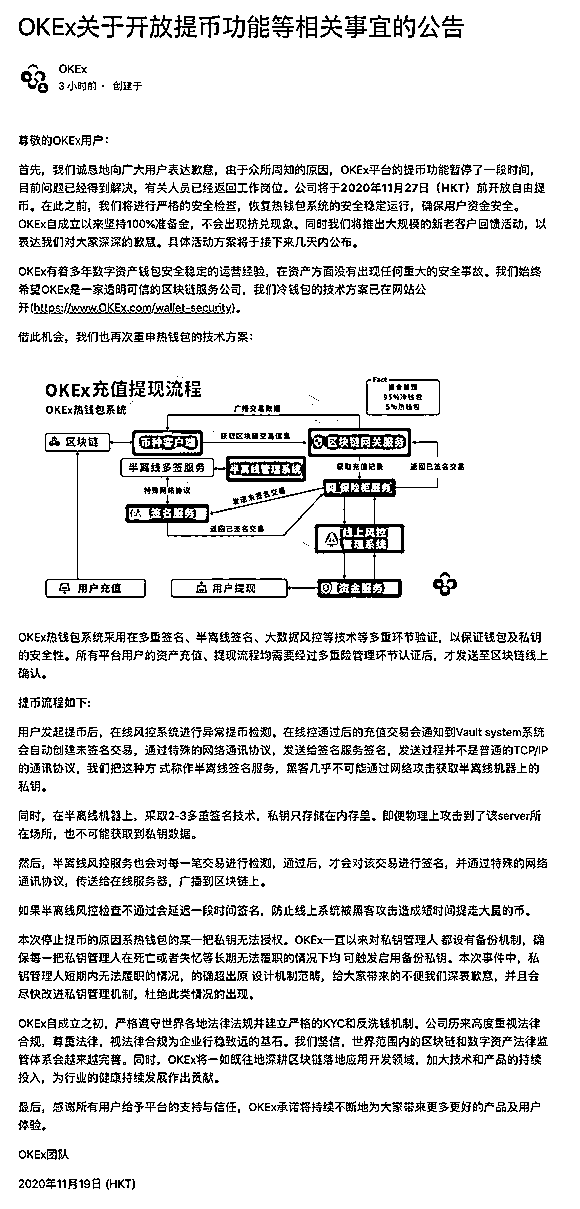 OKEx关于开放提币功能等相关事宜的公告
OKEx
3 小时前 · 创建于
尊敬的OKEx用户：
首先，我们诚恳地向广大用户表达歉意，由于众所周知的原因，OKEx平台的提币功能暂停了一段时间，
目前问题已经得到解决，有关人员已经返回工作岗位。公司将于2020年11月27日（HKT）前开放自由提
币。在此之前，我们将进行严格的安全检查，恢复热钱包系统的安全稳定运行，确保用户资金安全。
OKEx自成立以来坚持100%准备金，不会出现挤兑现象。同时我们将推出大规模的新老客户回馈活动，以
表达我们对大家深深的歉意。具体活动方案将于接下来几天内公布。
OKEx有着多年数字资产钱包安全稳定的运营经验，在资产方面没有出现任何重大的安全事故。我们始终
希望OKEx是一家透明可信的区块链服务公司，我们冷钱包的技术方案已在网站公
开(https://www.OKEx.com/wallet-security)。
借此机会，我们也再次重申热钱包的技术方案：
OKEx充值提现流程
OKEx热钱包系统
Fact
95%冷钱包
5%热钱包
广播交易数据
区块链
币种客户端
获取区块链交易信息
区块链网关服务
半离线多签服务
半离线管理系统
获取充值记录
返回已签名交易
特殊网络协议
发送未签名交易
保险柜服务
签名服务
返回已签名交易
线上风控
管理系统
用户充值
用户提现
资金服务
OKEx热钱包系统采用在多重签名、半离线签名、大数据风控等技术等多重环节验证，以保证钱包及私钥
的安全性。所有平台用户的资产充值、提现流程均需要经过多重险管理环节认证后，才发送至区块链线上
确认。
提币流程如下：
用户发起提币后，在线风控系统进行异常提币检测。在线控通过后的充值交易会通知到Vault system系统
会自动创建未签名交易，通过特殊的网络通讯协议，发送给签名服务签名，发送过程并不是普通的TCP/IP
的通讯协议，我们把这种方 式称作半离线签名服务，黑客几乎不可能通过网络攻击获取半离线机器上的
私钥。
同时，在半离线机器上，采取2-3多重签名技术，私钥只存储在内存里。即便物理上攻击到了该server所
在场所，也不可能获取到私钥数据。
然后，半离线风控服务也会对每一笔交易进行检测，通过后，才会对该交易进行签名，并通过特殊的网络
通讯协议，传送给在线服务器，广播到区块链上。
如果半离线风控检查不通过会延迟一段时间签名，防止线上系统被黑客攻击造成短时间提走大量的币。
本次停止提币的原因系热钱包的某一把私钥无法授权。OKEx一直以来对私钥管理人 都设有备份机制，确
保每一把私钥管理人在死亡或者失忆等长期无法履职的情况下均 可触发启用备份私钥。本次事件中，私
钥管理人短期内无法履职的情况，的确超出原 设计机制范畴，给大家带来的不便我们深表歉意，并且会
尽快改进私钥管理机制，杜绝此类情况的出现。
OKEx自成立之初，严格遵守世界各地法律法规并建立严格的KYC和反洗钱机制。公司历来高度重视法律
合规，尊重法律，视法律合规为企业行稳致远的基石。我们坚信，世界范围内的区块链和数字资产法律监
管体系会越来越完善。同时，OKEx将一如既往地深耕区块链落地应用开发领域，加大技术和产品的持续
投入，为行业的健康持续发展作出贡献。
最后，感谢所有用户给予平台的支持与信任，OKEx承诺将持续不断地为大家带来更多更好的产品及用户
体验。
OKEx团队
2020年11月19日 (HKT)